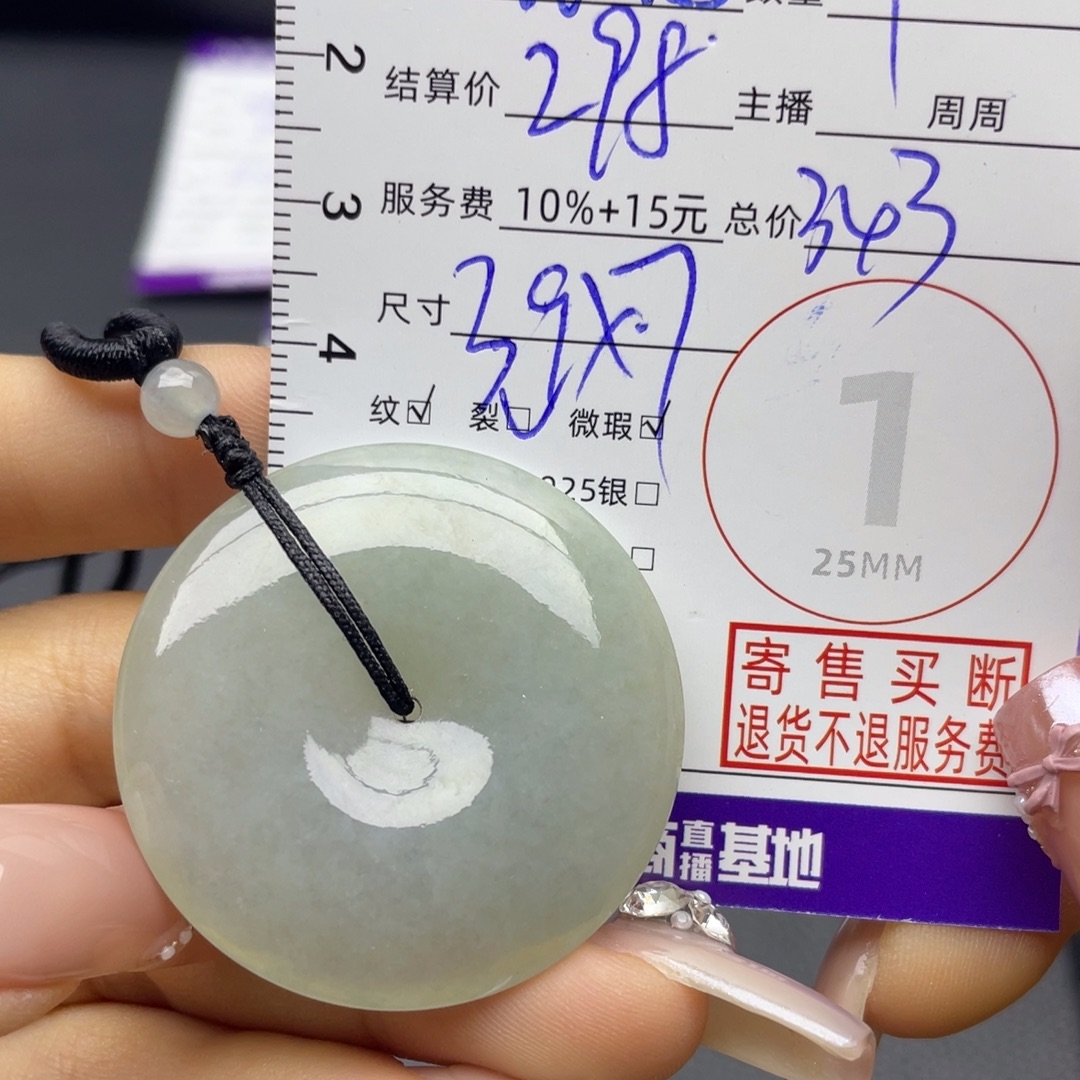 2 结算价 298 主播 周周
3 服务费 10%+15元 总价 343
4 尺寸 39x7
纹☑ 裂☐ 微瑕☑
25银☐
☐
1
25MM
寄售买断
退货不退服务费
直播基地